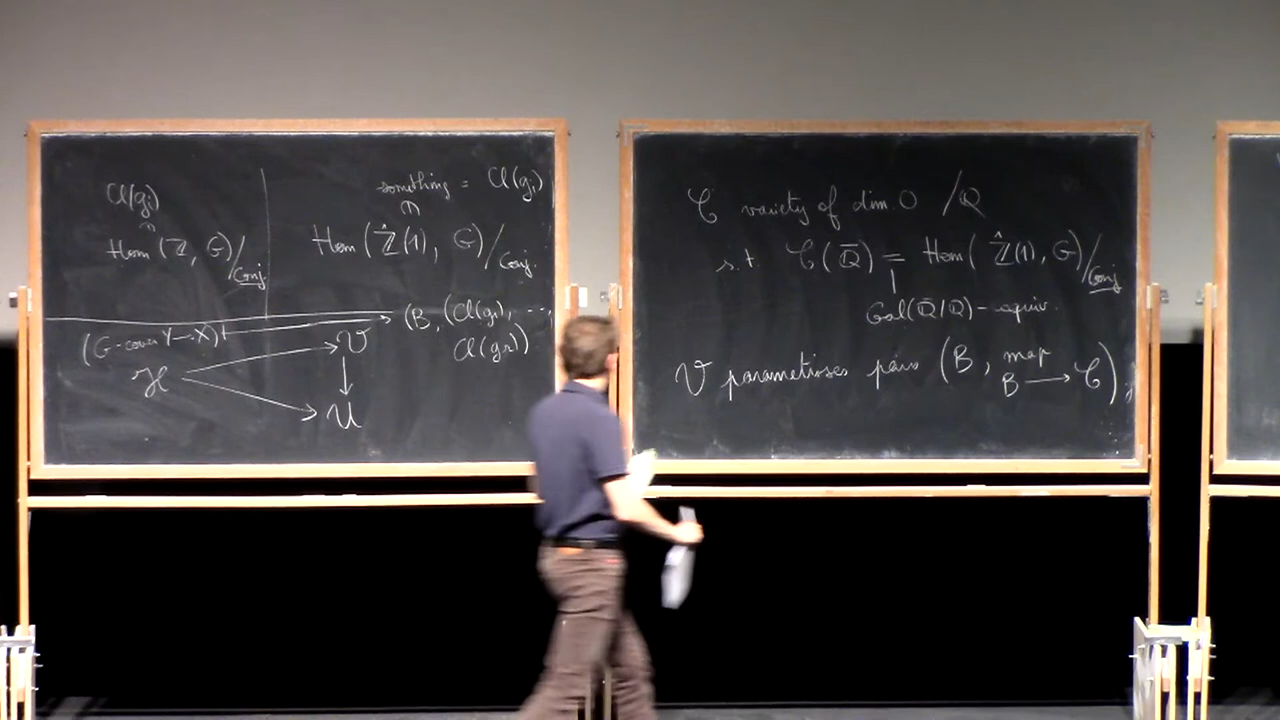 Cl(gᵢ)
∩
Hom(ℤ, G)/Conj.
something = Cl(gᵢ)
∩
Hom(Ẑ(1), G)/Conj.
(G-cover Y→X) ↦ (B, (Cl(g₁), ...,
Cl(gᵣ))
ℋ → 𝒱
↓
𝒰
𝒞 variety of dim. 0 /ℚ
s.t. 𝒞(ℚ̄) = Hom(Ẑ(1), G)/Conj
Gal(ℚ̄/ℚ)-equiv.
𝒱 parametrises pairs (B, map
B → 𝒞),